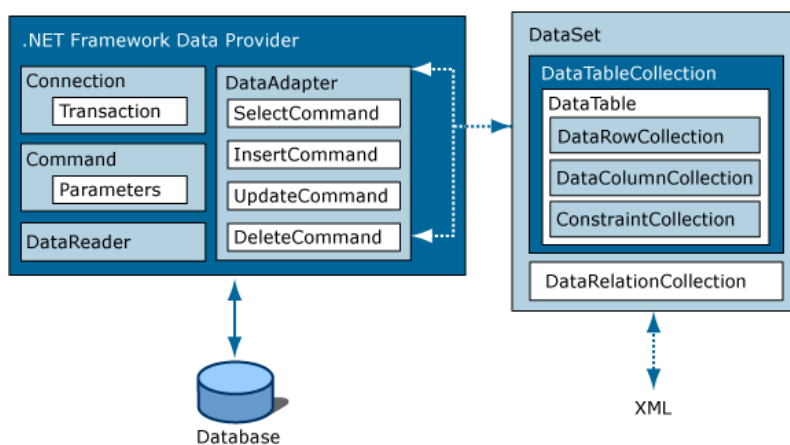 .NET Framework Data Provider
Connection
Transaction
Command
Parameters
DataReader
DataAdapter
SelectCommand
InsertCommand
UpdateCommand
DeleteCommand
Database
DataSet
DataTableCollection
DataTable
DataRowCollection
DataColumnCollection
ConstraintCollection
DataRelationCollection
XML